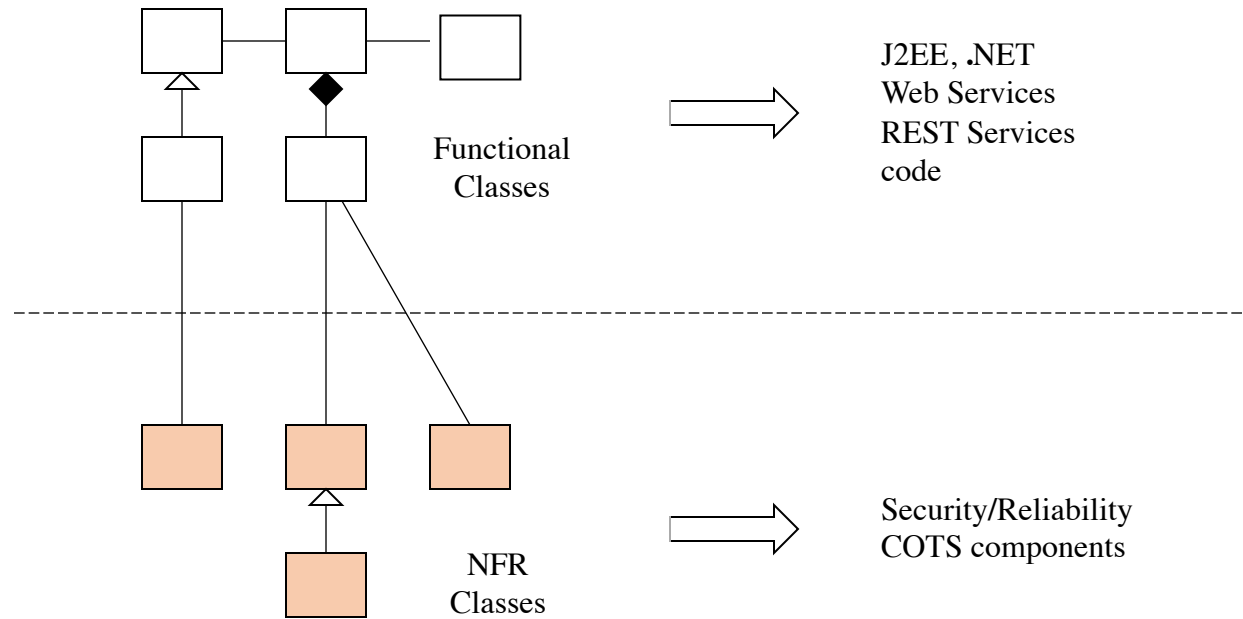 J2EE, .NET
Web Services
REST Services
code
Functional
Classes
Security/Reliability
COTS components
NFR
Classes